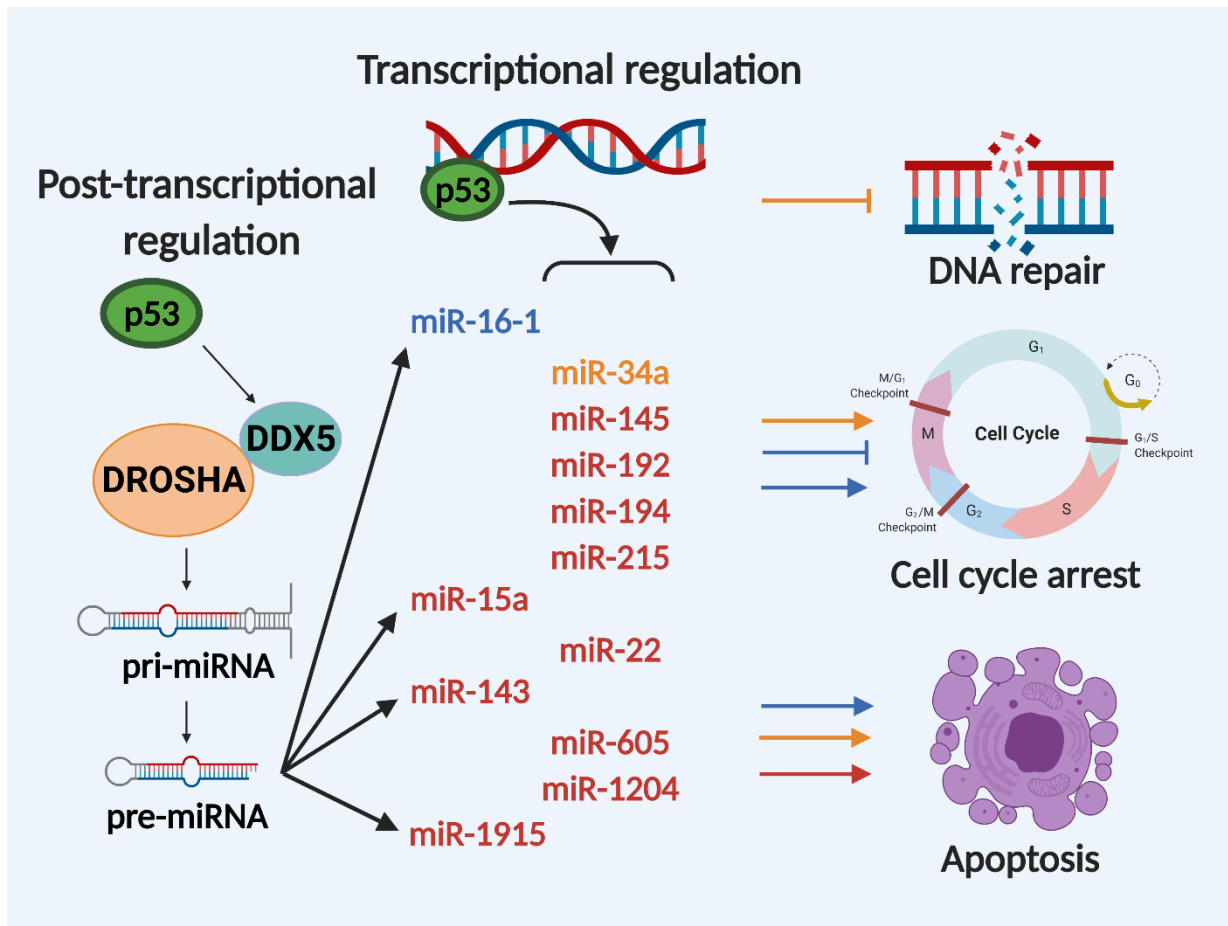 Transcriptional regulation
p53
Post-transcriptional
regulation
p53
DDX5
DROSHA
pri-miRNA
pre-miRNA
miR-16-1
miR-34a
miR-145
miR-192
miR-194
miR-215
miR-15a
miR-22
miR-143
miR-605
miR-1204
miR-1915
DNA repair
G₁
G₀
M/G₁
Checkpoint
M
Cell Cycle
G₁/S
Checkpoint
G₂
S
G₂/M
Checkpoint
Cell cycle arrest
Apoptosis